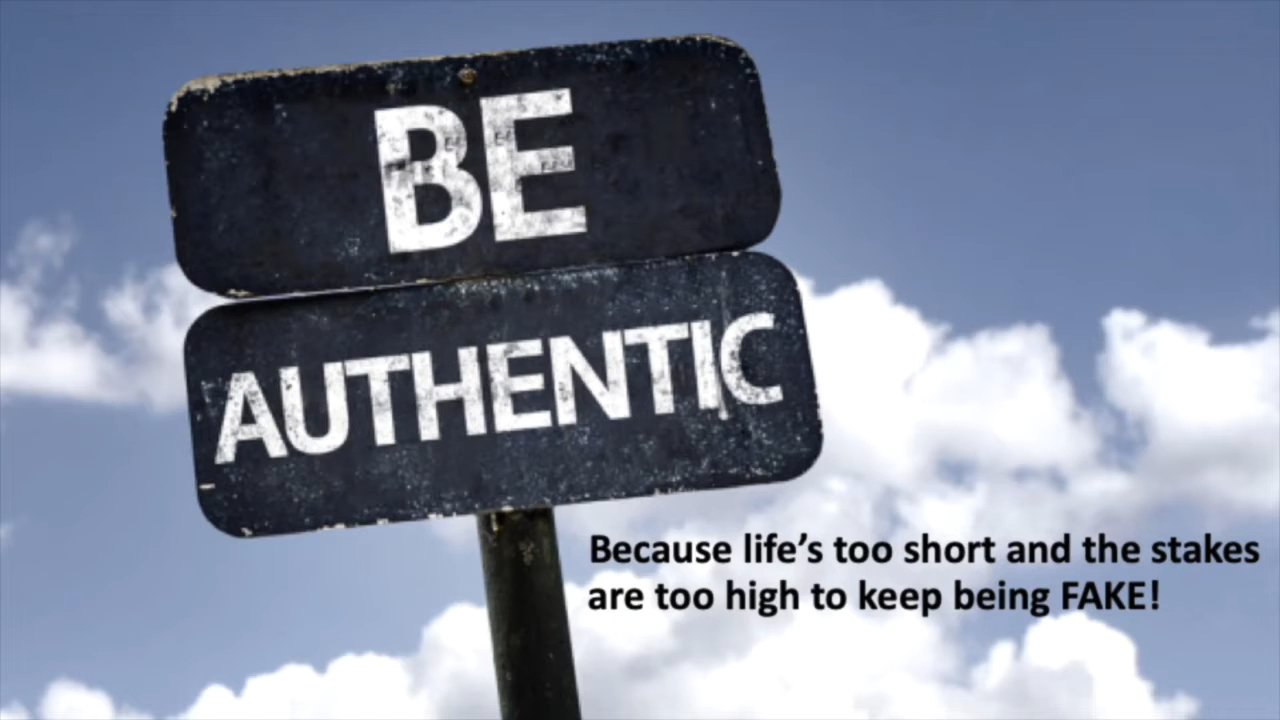 BE
AUTHENTIC
Because life's too short and the stakes
are too high to keep being FAKE!